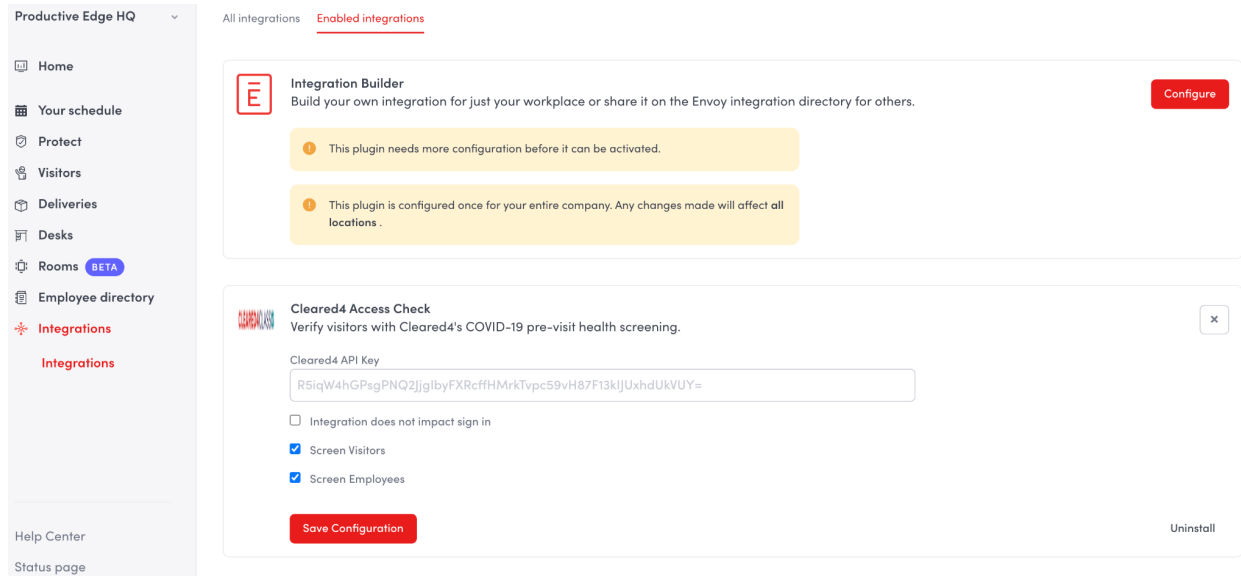 Productive Edge HQ
All integrations Enabled integrations
Home
Your schedule
Protect
Visitors
Deliveries
Desks
Rooms BETA
Employee directory
Integrations
Integrations
Help Center
Status page
Integration Builder
Build your own integration for just your workplace or share it on the Envoy integration directory for others.
Configure
This plugin needs more configuration before it can be activated.
This plugin is configured once for your entire company. Any changes made will affect all
locations .
Cleared4 Access Check
Verify visitors with Cleared4's COVID-19 pre-visit health screening.
Cleared4 API Key
Integration does not impact sign in
Screen Visitors
Screen Employees
Save Configuration
Uninstall